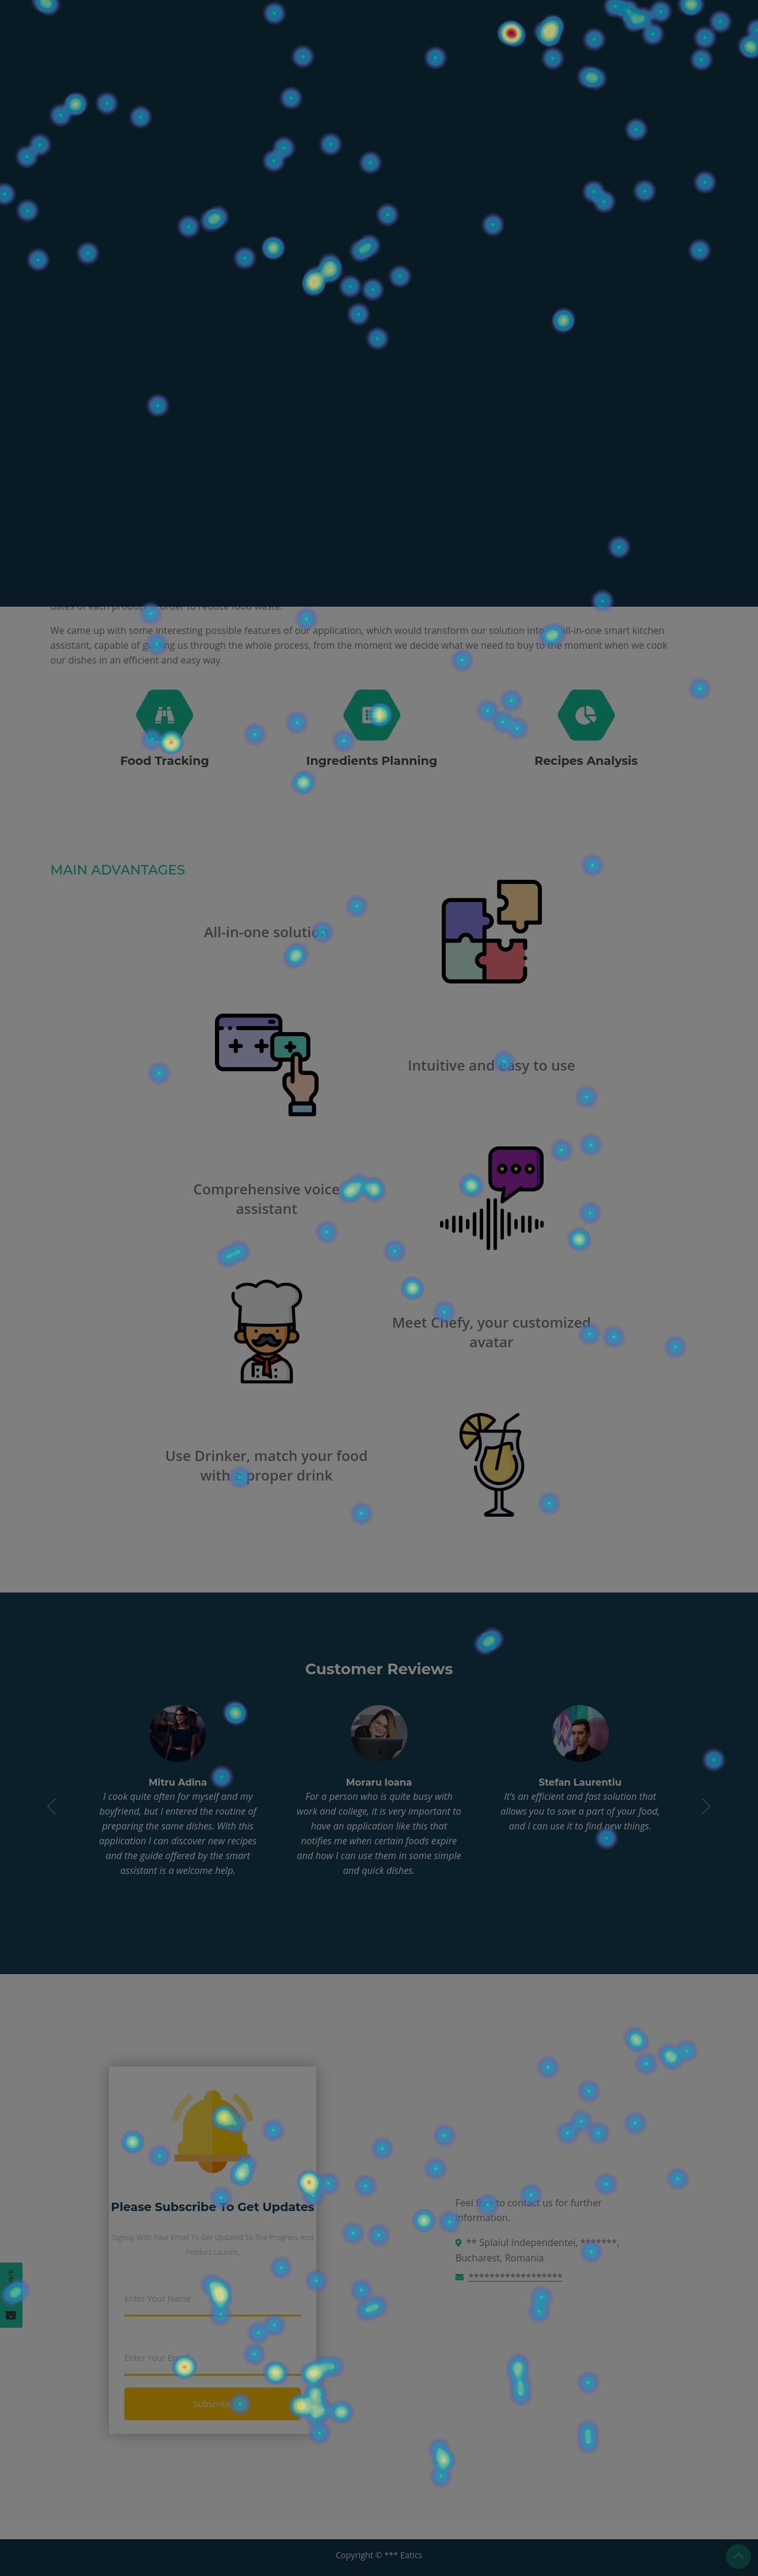 dates of each product in order to reduce food waste.
We came up with some interesting possible features of our application, which would transform our solution into all-in-one smart kitchen
assistant, capable of us through the whole process, from the moment we decide what we need to buy to the moment when we cook
our dishes in an efficient and easy way.
Food Tracking
Ingredients Planning
Recipes Analysis
MAIN ADVANTAGES
All-in-one solution
Intuitive and easy to use
Comprehensive voice
assistant
Meet Chefy, your customized
avatar
Use Drinker, match your food
with proper drink
Customer Reviews
Mitru Adina
I cook quite often for myself and my
boyfriend, but I entered the routine of
preparing the same dishes. With this
application I can discover new recipes
and the guide offered by the smart
assistant is a welcome help.
Moraru Ioana
For a person who is quite busy with
work and college, it is very important to
have an application like this that
notifies me when certain foods expire
and how I can use them in some simple
and quick dishes.
Stefan Laurentiu
It's an efficient and fast solution that
allows you to save a part of your food,
and I can use it to find new things.
Please Subscribe To Get Updates
Signup With Your Email To Get Updated To The Progress And
Product Launch.
Enter Your Name
Enter Your Email
Subscribe
Feel free to contact us for further
information.
** Splaiul Independentei, *******,
Bucharest, Romania
******************
Copyright © *** Eatics